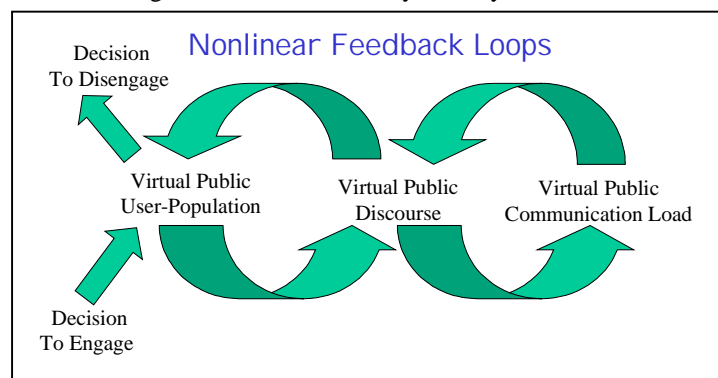 Nonlinear Feedback Loops
Decision
To Disengage
Virtual Public
User-Population
Virtual Public
Discourse
Virtual Public
Communication Load
Decision
To Engage